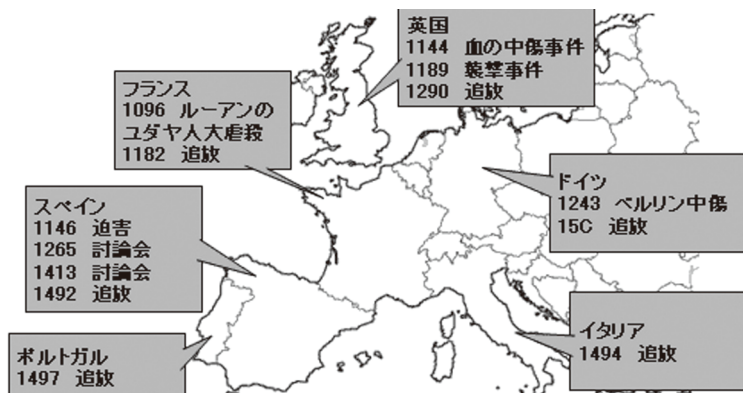 英国
1144 血の中傷事件
1189 襲撃事件
1290 追放
フランス
1096 ルーアンの
ユダヤ人大虐殺
1182 追放
ドイツ
1243 ベルリン中傷
15C 追放
スペイン
1146 迫害
1265 討論会
1413 討論会
1492 追放
イタリア
1494 追放
ポルトガル
1497 追放